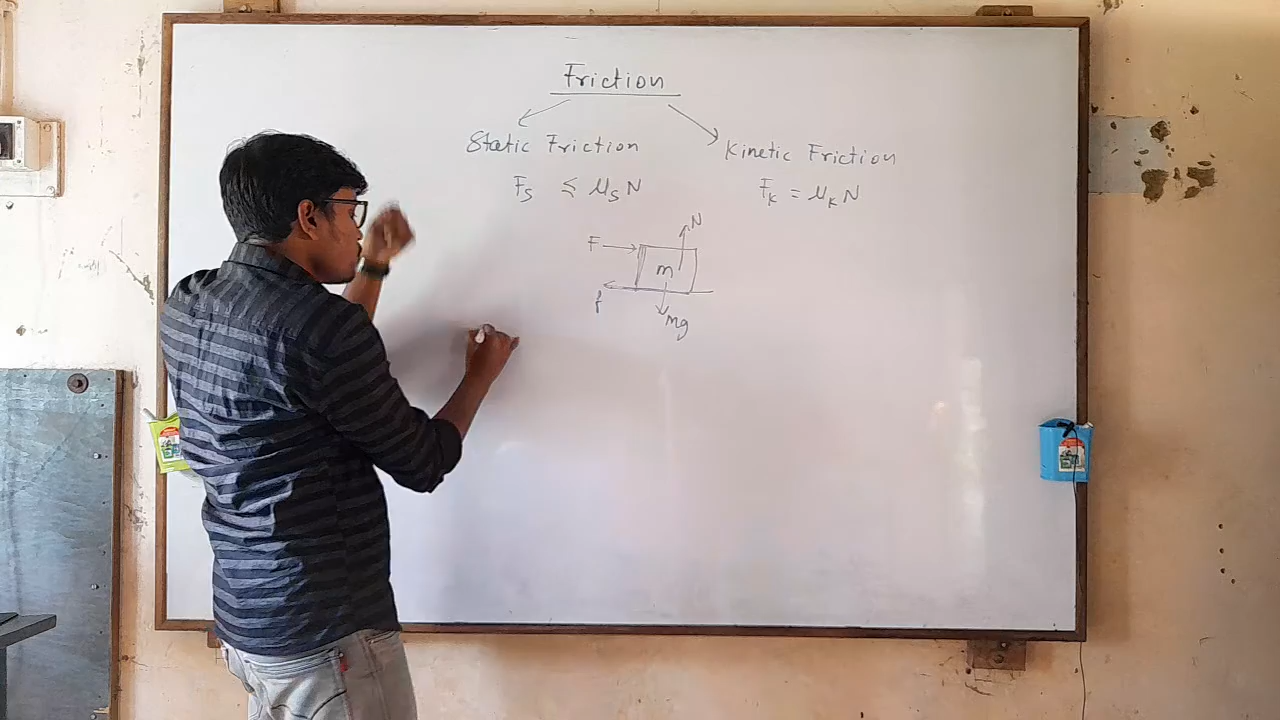 Friction
Static Friction
Kinetic Friction
Fs ≤ μs N
Fk = μk N
N
F
m
f
mg